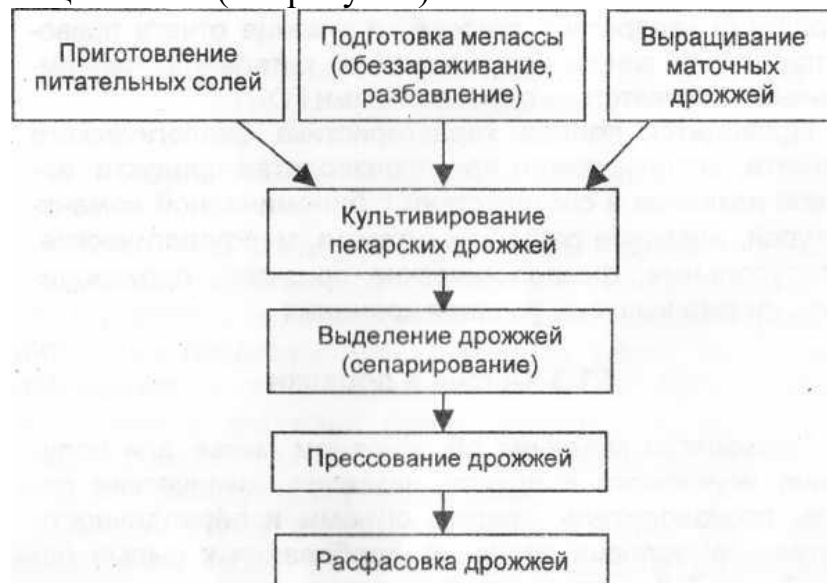 Приготовление
питательных солей
Подготовка мелассы
(обеззараживание,
разбавление)
Выращивание
маточных
дрожжей
Культивирование
пекарских дрожжей
Выделение дрожжей
(сепарирование)
Прессование дрожжей
Расфасовка дрожжей